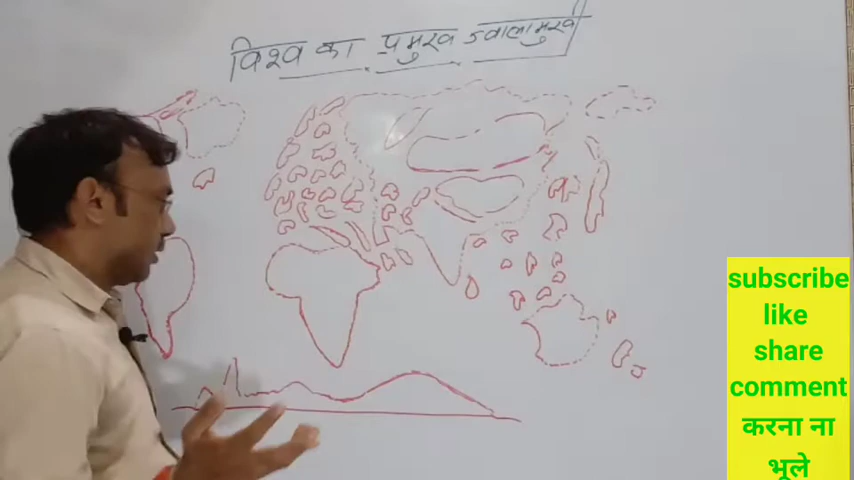 विश्व का प्रमुख ज्वालामुखी
subscribe
like
share
comment
करना ना
भूले